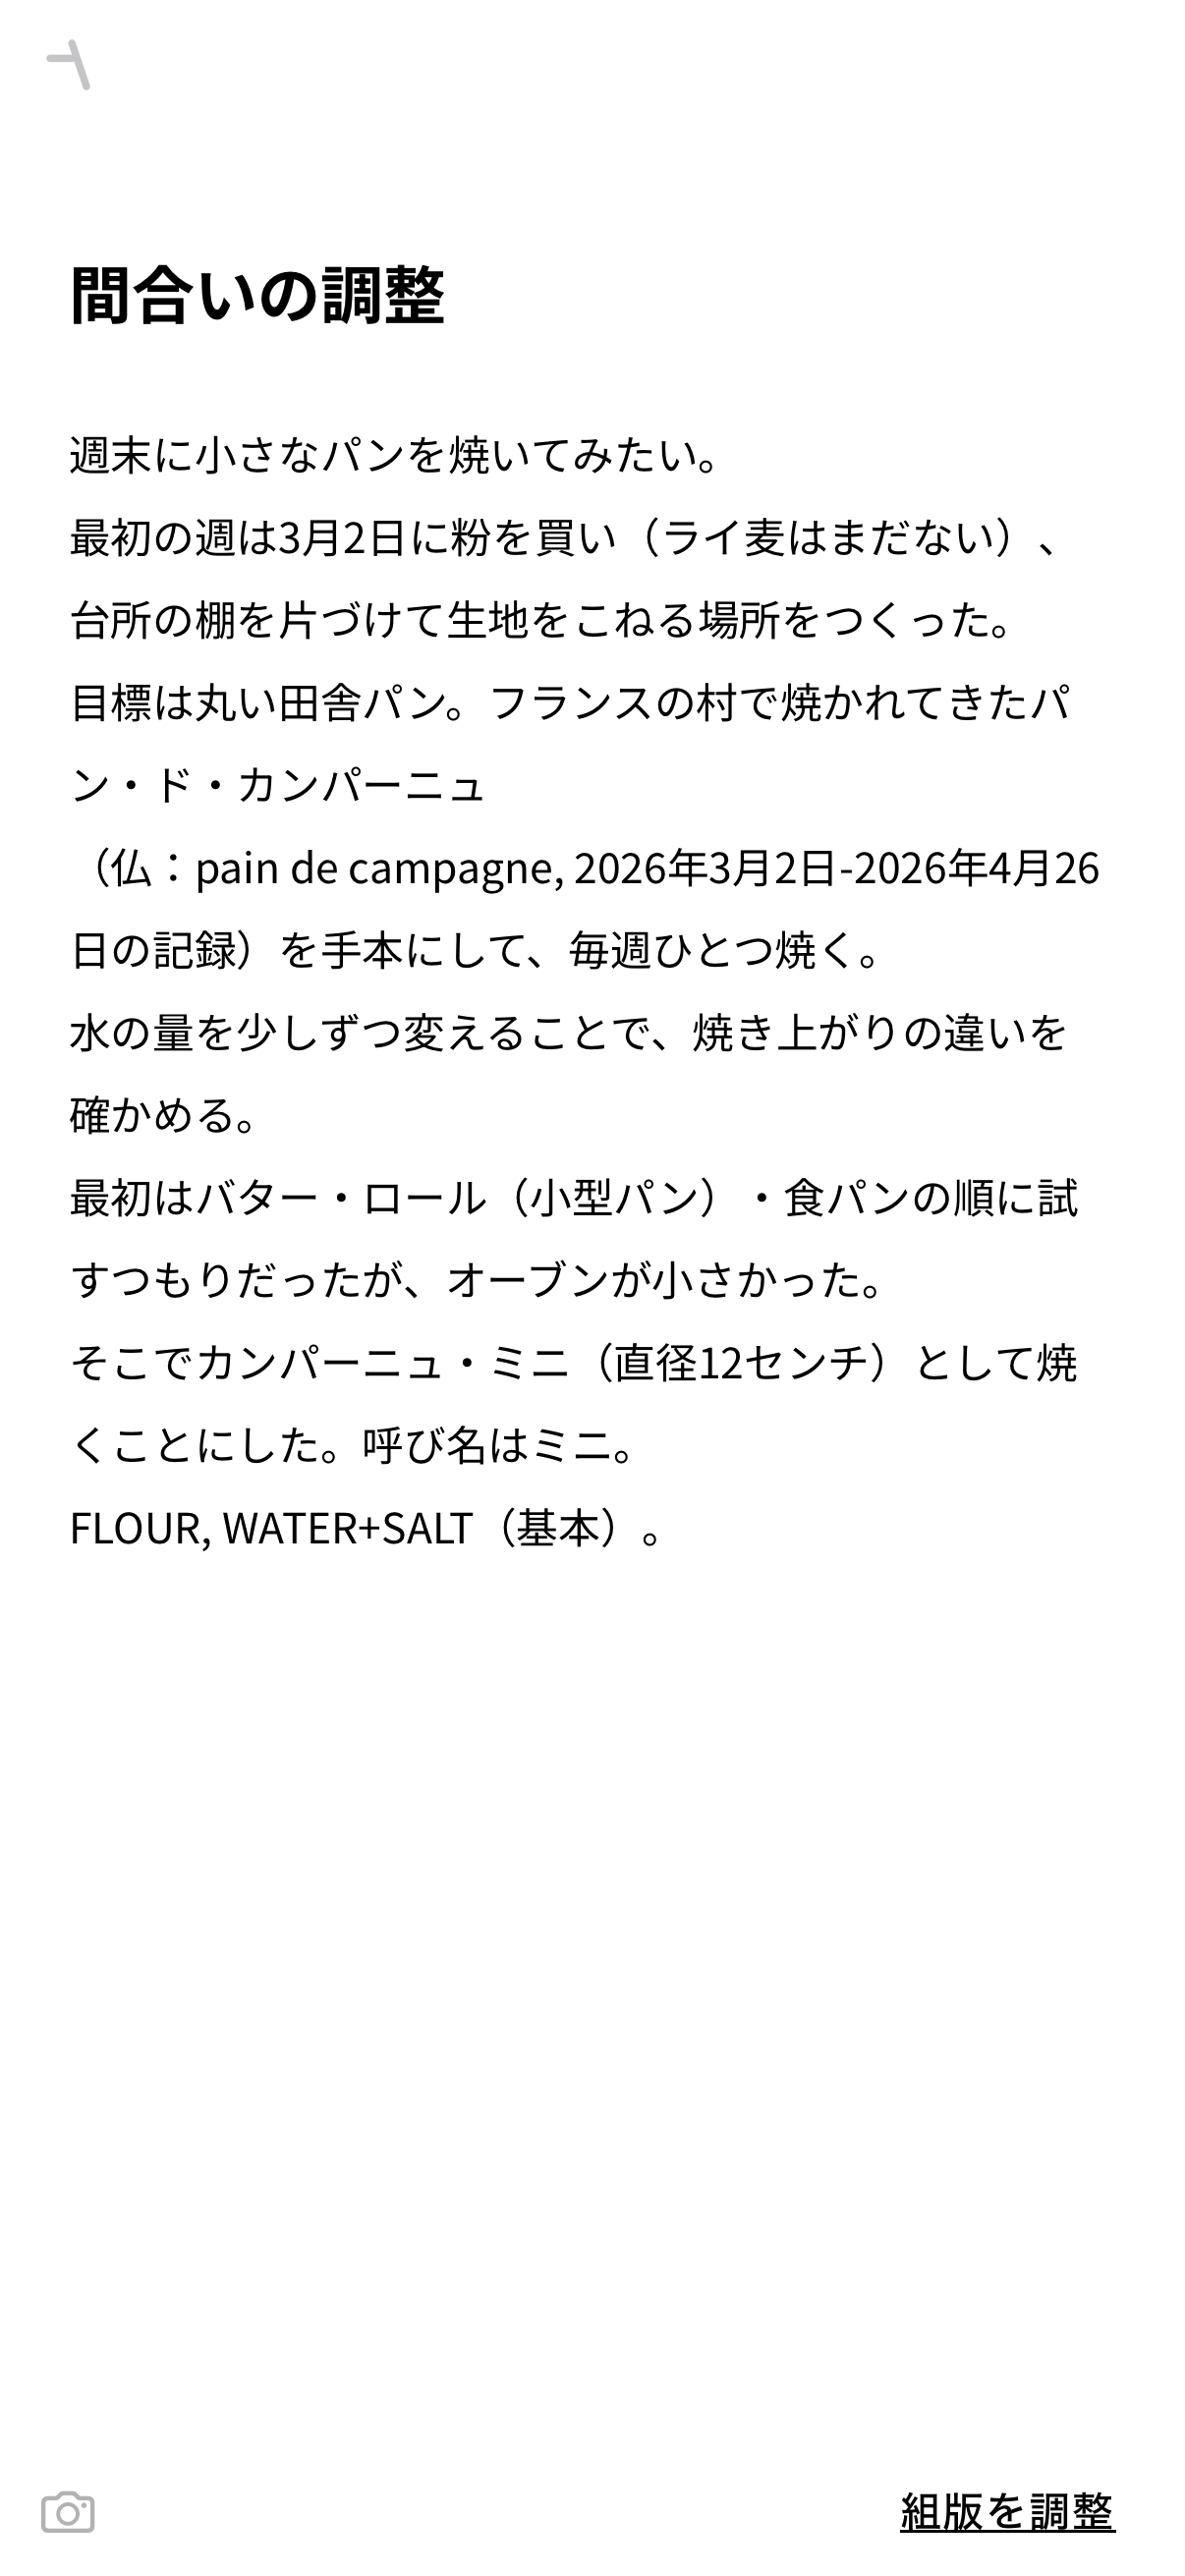 間合いの調整
週末に小さなパンを焼いてみたい。
最初の週は3月2日に粉を買い（ライ麦はまだない）、
台所の棚を片づけて生地をこねる場所をつくった。
目標は丸い田舎パン。フランスの村で焼かれてきたパ
ン・ド・カンパーニュ
（仏：pain de campagne, 2026年3月2日-2026年4月26
日の記録）を手本にして、毎週ひとつ焼く。
水の量を少しずつ変えることで、焼き上がりの違いを
確かめる。
最初はバター・ロール（小型パン）・食パンの順に試
すつもりだったが、オーブンが小さかった。
そこでカンパーニュ・ミニ（直径12センチ）として焼
くことにした。呼び名はミニ。
FLOUR, WATER+SALT（基本）。
組版を調整